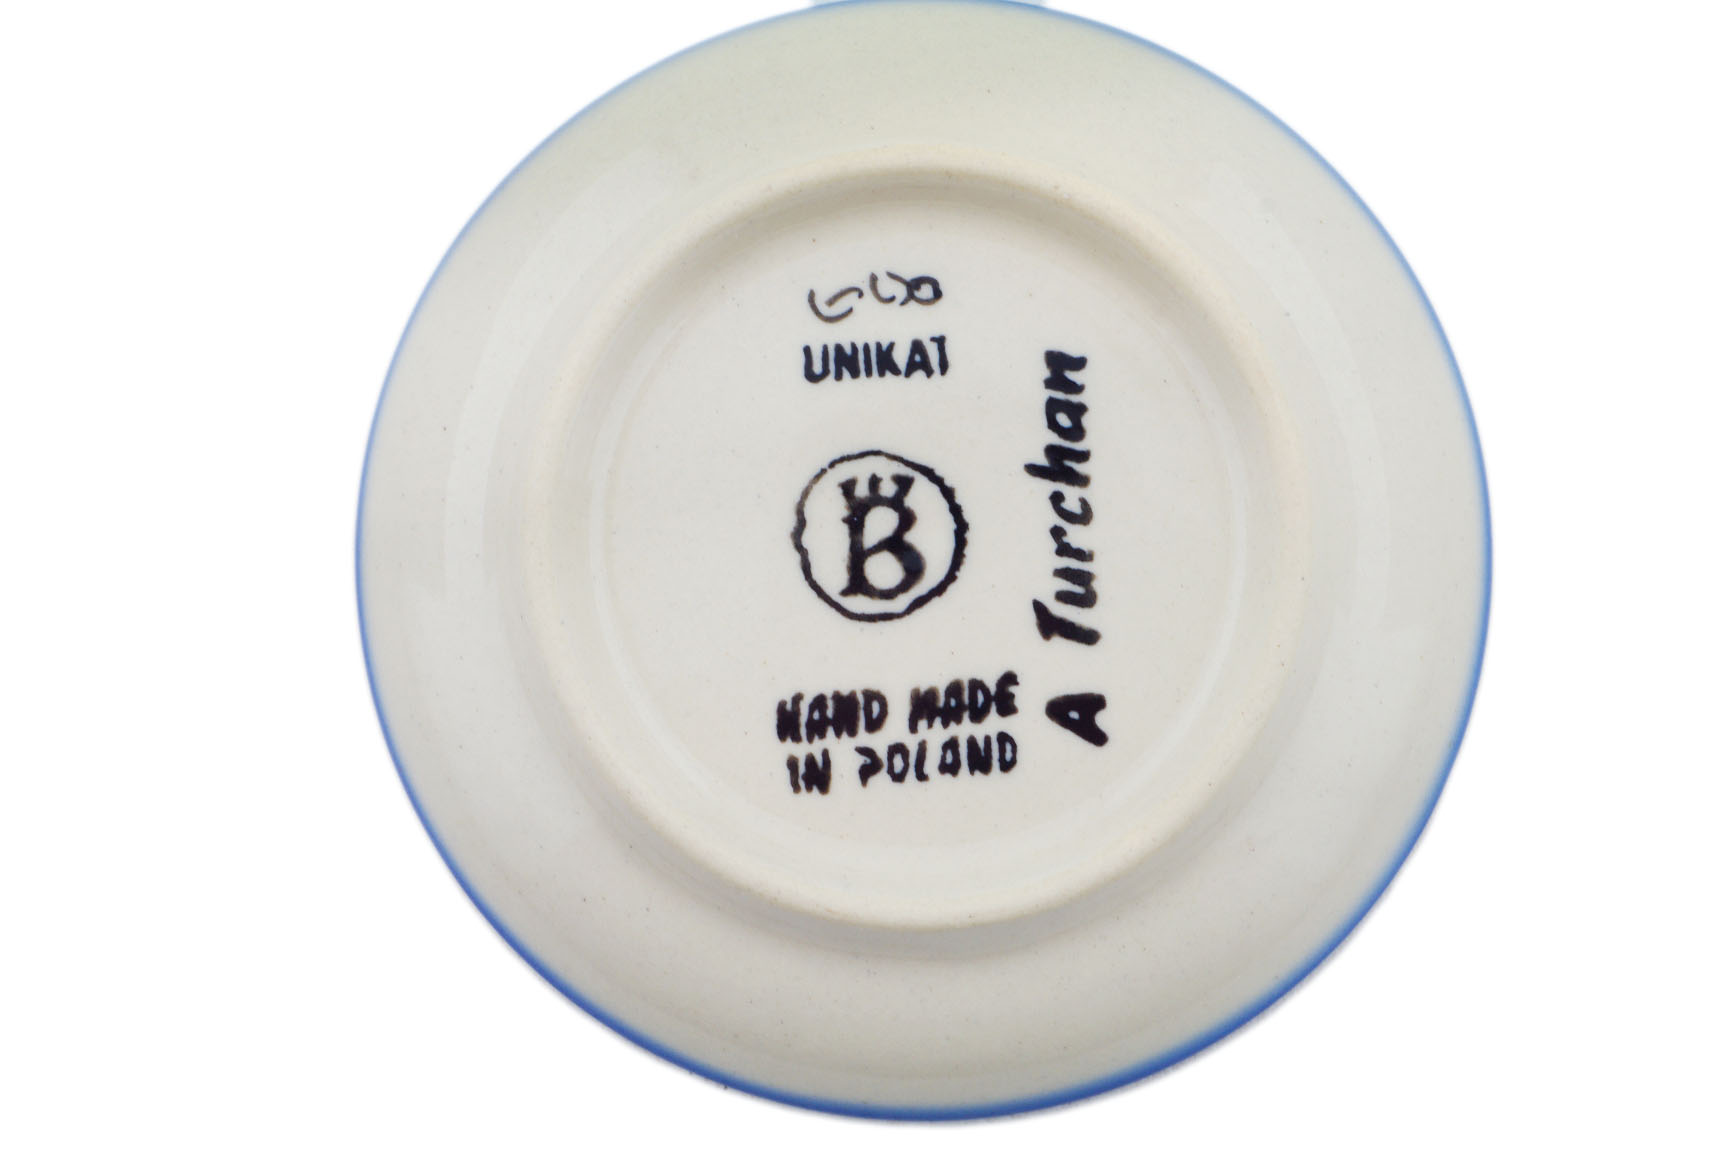 UNIKAT
B
HAND MADE
IN POLAND
A Turchan